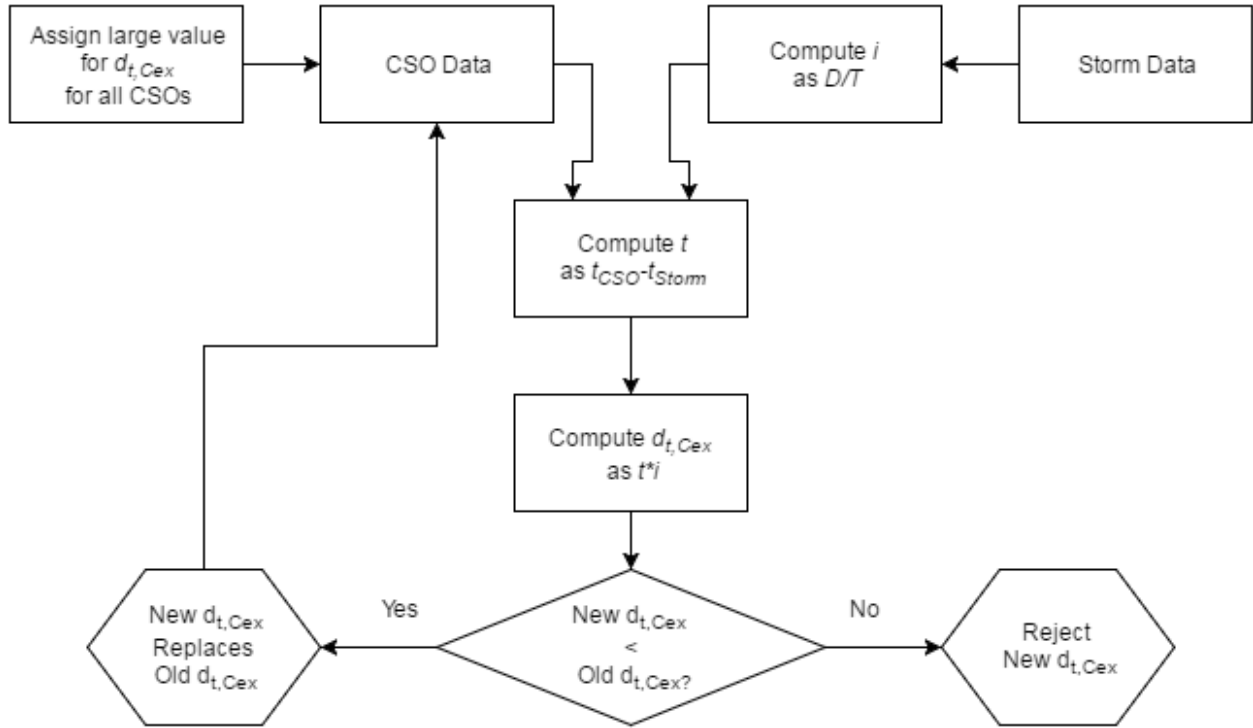 Assign large value
for d_t,Cex
for all CSOs
CSO Data
Compute i
as D/T
Storm Data
Compute t
as t_CSO-t_Storm
Compute d_t,Cex
as t*i
New d_t,Cex
Replaces
Old d_t,Cex
Yes
New d_t,Cex
<
Old d_t,Cex?
No
Reject
New d_t,Cex